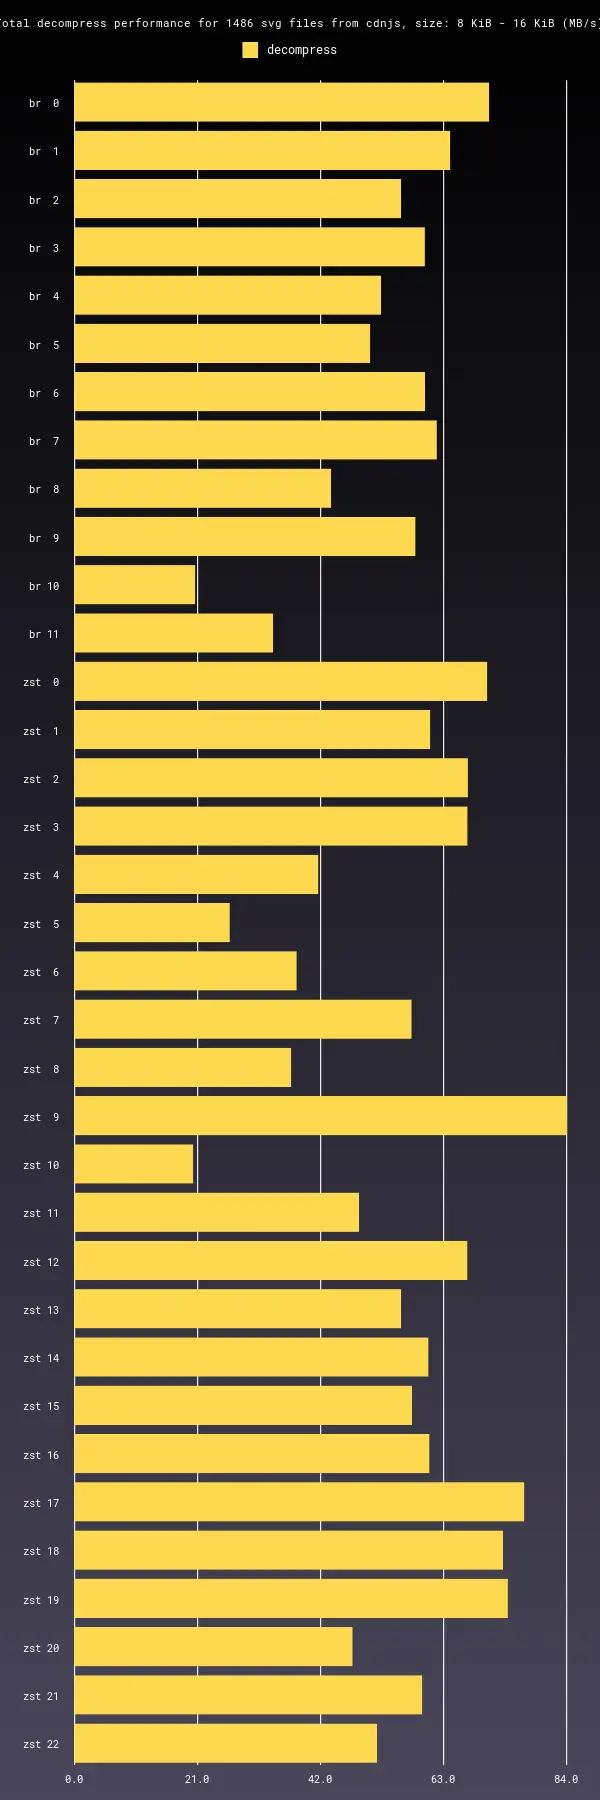 Total decompress performance for 1486 svg files from cdnjs, size: 8 KiB - 16 KiB (MB/s)
decompress
br 0
br 1
br 2
br 3
br 4
br 5
br 6
br 7
br 8
br 9
br 10
br 11
zst 0
zst 1
zst 2
zst 3
zst 4
zst 5
zst 6
zst 7
zst 8
zst 9
zst 10
zst 11
zst 12
zst 13
zst 14
zst 15
zst 16
zst 17
zst 18
zst 19
zst 20
zst 21
zst 22
0.0 21.0 42.0 63.0 84.0